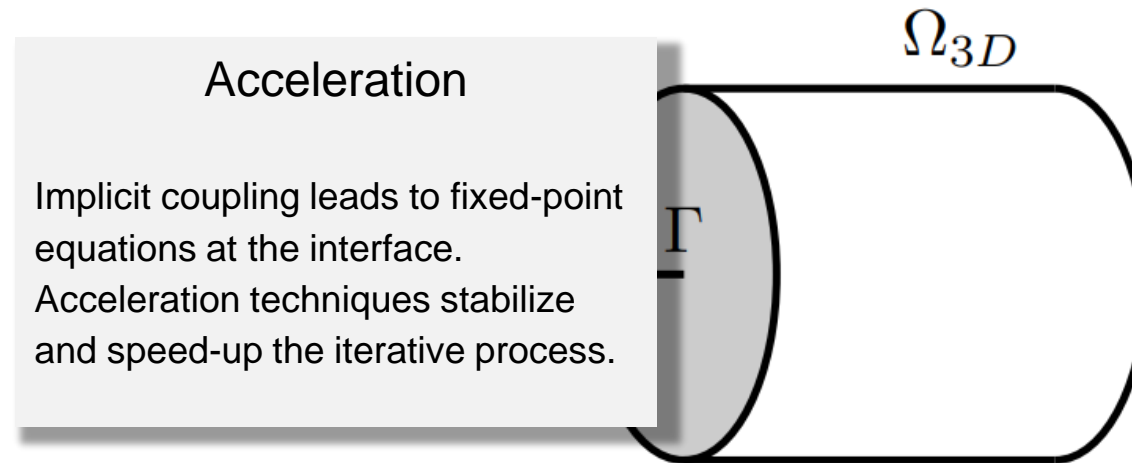 Ω3D
Acceleration
Implicit coupling leads to fixed-point
equations at the interface.
Acceleration techniques stabilize
and speed-up the iterative process.
Γ